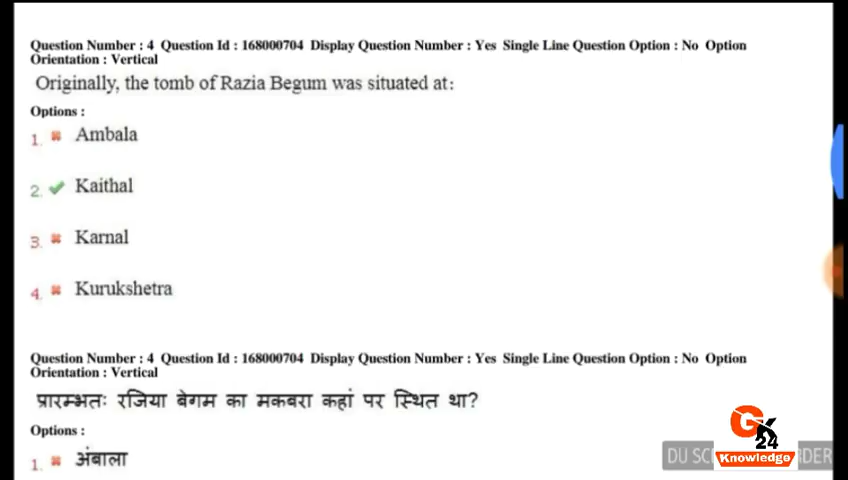 Question Number : 4 Question Id : 168000704 Display Question Number : Yes Single Line Question Option : No Option
Orientation : Vertical
Originally, the tomb of Razia Begum was situated at:
Options :
1. Ambala
2. Kaithal
3. Karnal
4. Kurukshetra
Question Number : 4 Question Id : 168000704 Display Question Number : Yes Single Line Question Option : No Option
Orientation : Vertical
प्रारम्भतः रजिया बेगम का मकबरा कहां पर स्थित था?
Options :
1. अंबाला
GK
24
Knowledge
DU SC
RDER